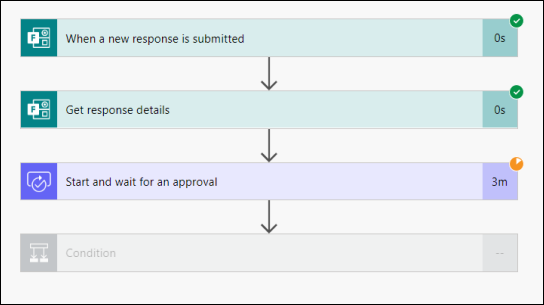 When a new response is submitted 0s
Get response details 0s
Start and wait for an approval 3m
Condition --